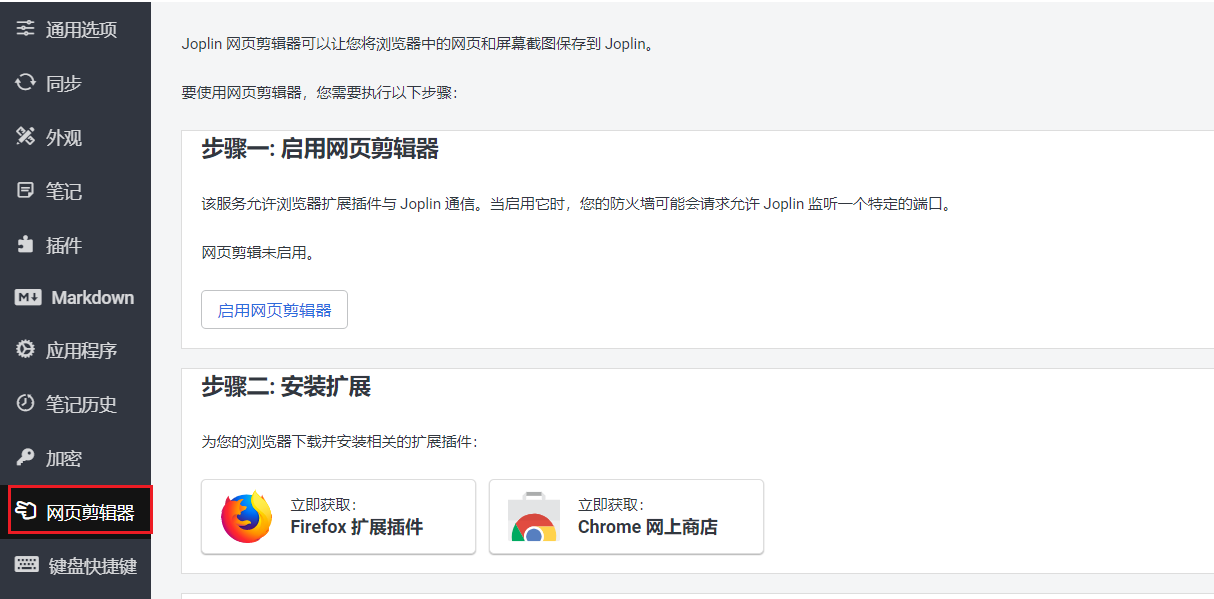 通用选项
同步
外观
笔记
插件
Markdown
应用程序
笔记历史
加密
网页剪辑器
键盘快捷键
Joplin 网页剪辑器可以让您将浏览器中的网页和屏幕截图保存到 Joplin。
要使用网页剪辑器，您需要执行以下步骤：
步骤一: 启用网页剪辑器
该服务允许浏览器扩展插件与 Joplin 通信。当启用它时，您的防火墙可能会请求允许 Joplin 监听一个特定的端口。
网页剪辑未启用。
启用网页剪辑器
步骤二: 安装扩展
为您的浏览器下载并安装相关的扩展插件：
立即获取：
Firefox 扩展插件
立即获取：
Chrome 网上商店